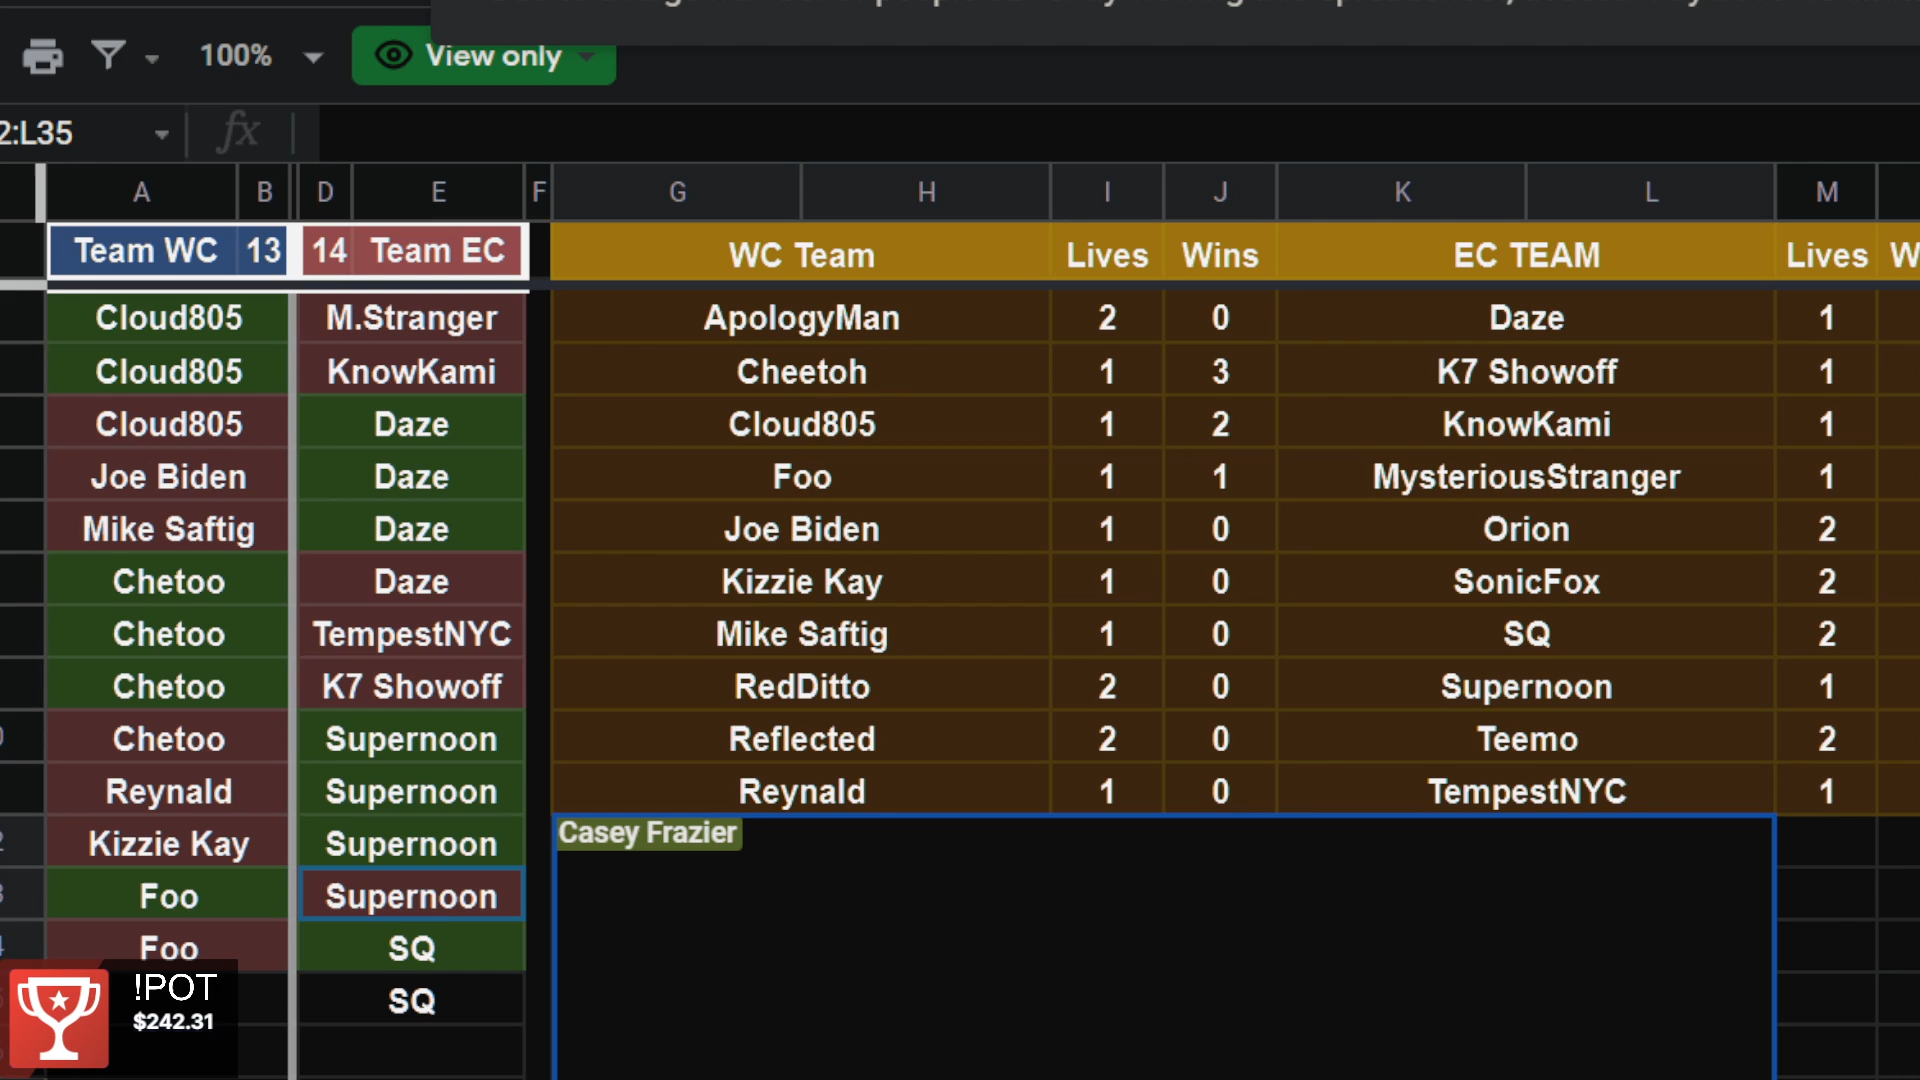 100%
View only
2:L35
fx
A B D E F G H I J K L M
Team WC 13 14 Team EC WC Team Lives Wins EC TEAM Lives W
Cloud805 M.Stranger ApologyMan 2 0 Daze 1
Cloud805 KnowKami Cheetoh 1 3 K7 Showoff 1
Cloud805 Daze Cloud805 1 2 KnowKami 1
Joe Biden Daze Foo 1 1 MysteriousStranger 1
Mike Saftig Daze Joe Biden 1 0 Orion 2
Chetoo Daze Kizzie Kay 1 0 SonicFox 2
Chetoo TempestNYC Mike Saftig 1 0 SQ 2
Chetoo K7 Showoff RedDitto 2 0 Supernoon 1
Chetoo Supernoon Reflected 2 0 Teemo 2
Reynald Supernoon Reynald 1 0 TempestNYC 1
Kizzie Kay Supernoon Casey Frazier
Foo Supernoon
Foo SQ
SQ
!POT
$242.31